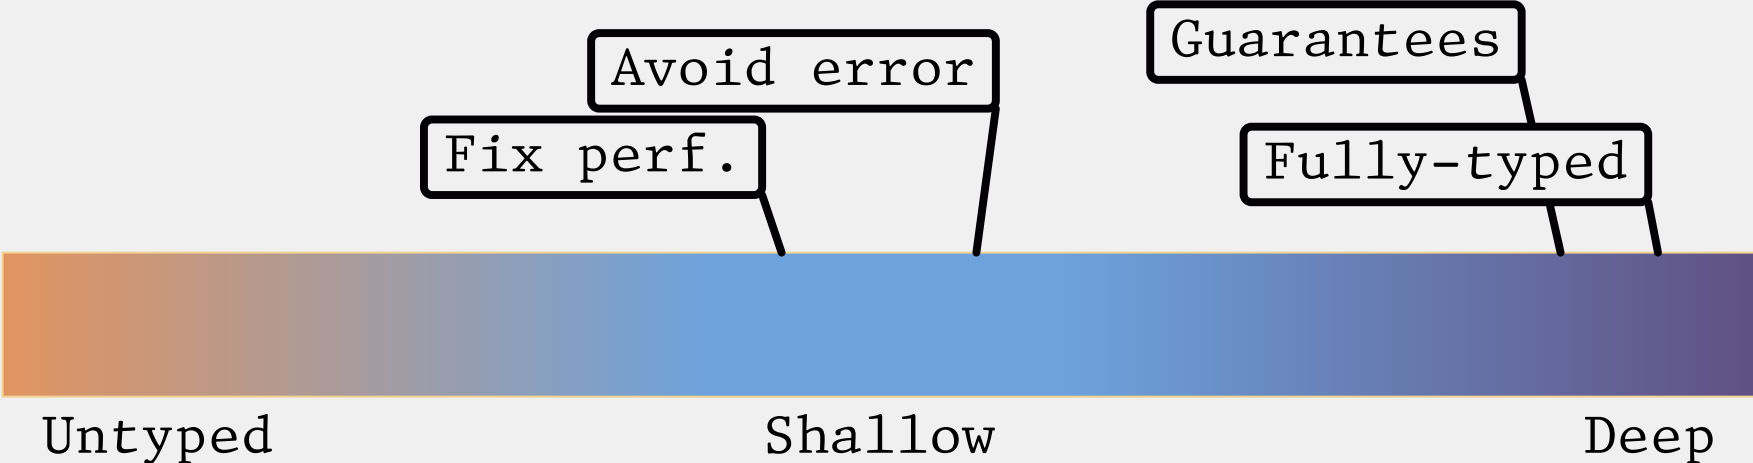 Guarantees
Avoid error
Fix perf.
Fully-typed
Untyped
Shallow
Deep